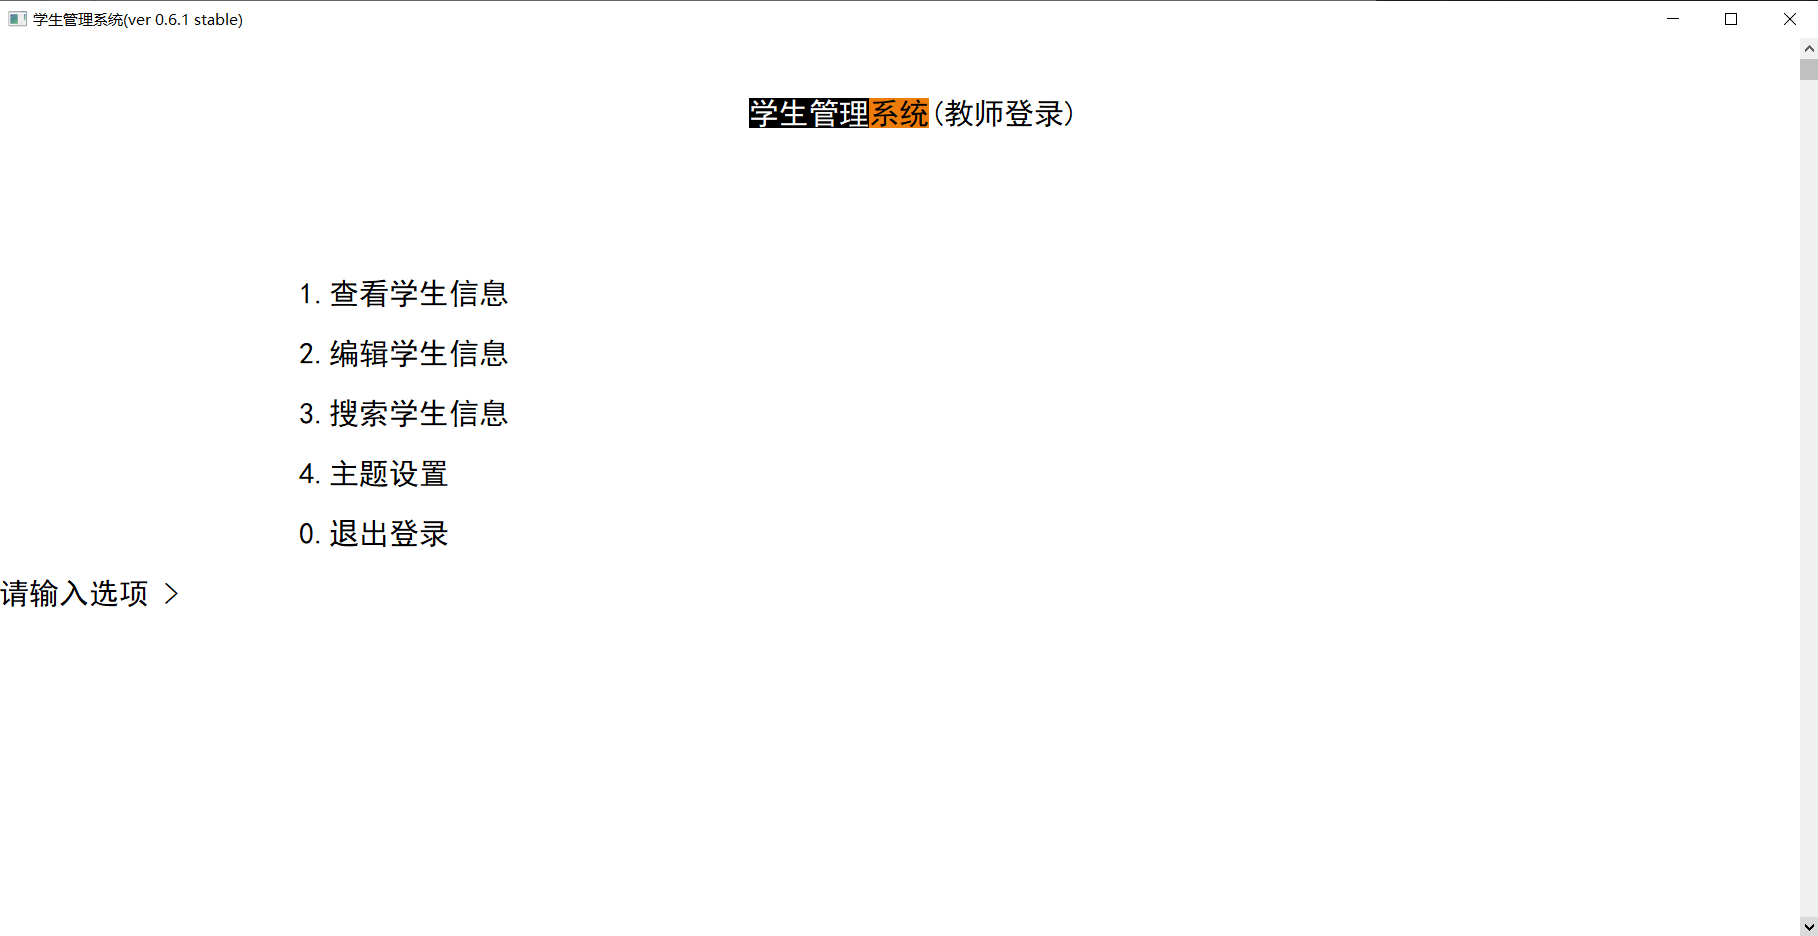 学生管理系统(ver 0.6.1 stable)
学生管理系统(教师登录)
1.查看学生信息
2.编辑学生信息
3.搜索学生信息
4.主题设置
0.退出登录
请输入选项 >